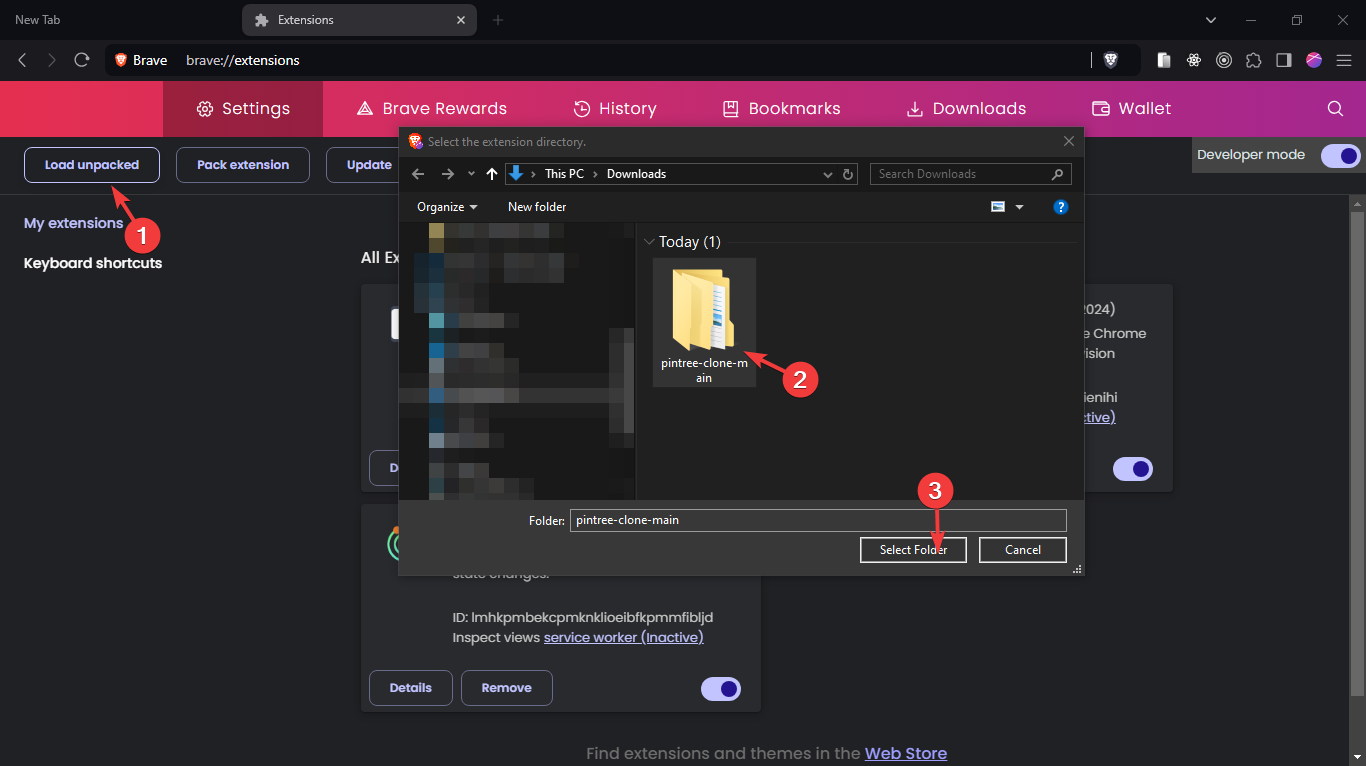 New Tab
Extensions
Brave
brave://extensions
Settings
Brave Rewards
History
Bookmarks
Downloads
Wallet
Load unpacked
Pack extension
Update
Developer mode
My extensions
Keyboard shortcuts
1
All Ex
Select the extension directory.
This PC
Downloads
Search Downloads
Organize
New folder
?
Today (1)
pintree-clone-m
ain
2
3
Folder:
pintree-clone-main
Select Folder
Cancel
2024)
e Chrome
ision
ienihi
ctive)
D
state changes.
ID: lmhkpmbekcpmknklioeibfkpmmfibljd
Inspect views service worker (Inactive)
Details
Remove
Find extensions and themes in the Web Store